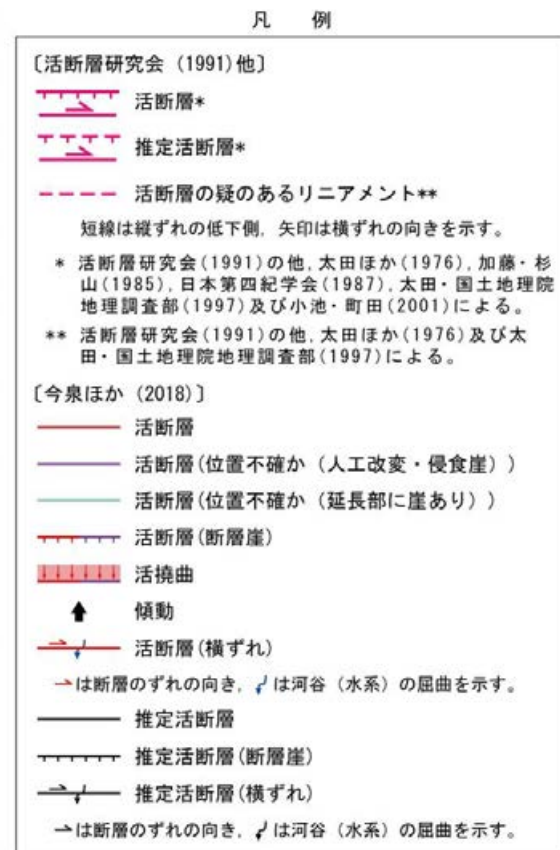 凡　例
〔活断層研究会 (1991)他〕
活断層*
推定活断層*
活断層の疑のあるリニアメント**
短線は縦ずれの低下側, 矢印は横ずれの向きを示す。
* 活断層研究会(1991)の他, 太田ほか(1976), 加藤・杉
山(1985), 日本第四紀学会(1987), 太田・国土地理院
地理調査部(1997)及び小池・町田(2001)による。
** 活断層研究会(1991)の他, 太田ほか(1976)及び太
田・国土地理院地理調査部(1997)による。
〔今泉ほか (2018)〕
活断層
活断層(位置不確か (人工改変・侵食崖))
活断層(位置不確か (延長部に崖あり))
活断層(断層崖)
活撓曲
傾動
活断層(横ずれ)
は断層のずれの向き, は河谷 (水系) の屈曲を示す。
推定活断層
推定活断層(断層崖)
推定活断層(横ずれ)
は断層のずれの向き, は河谷 (水系) の屈曲を示す。